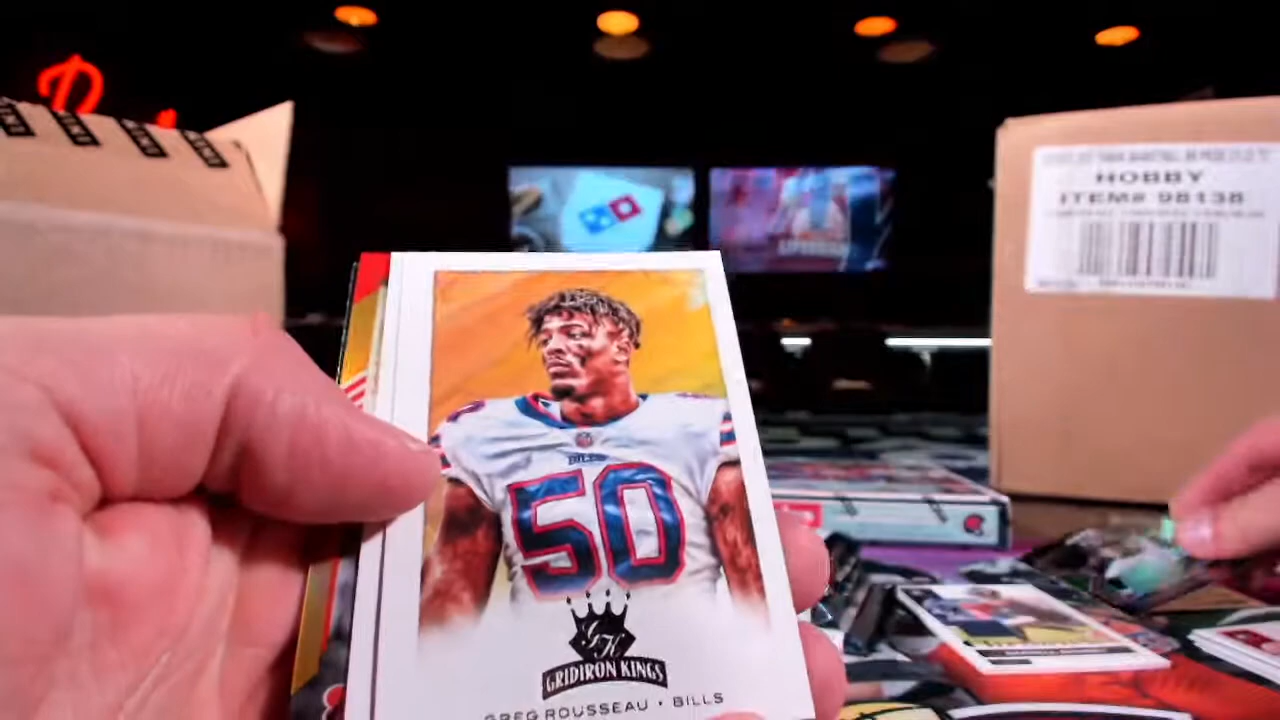 HOBBY
ITEM# 98138
BILLS
50
GK
GRIDIRON KINGS
GREG ROUSSEAU • BILLS